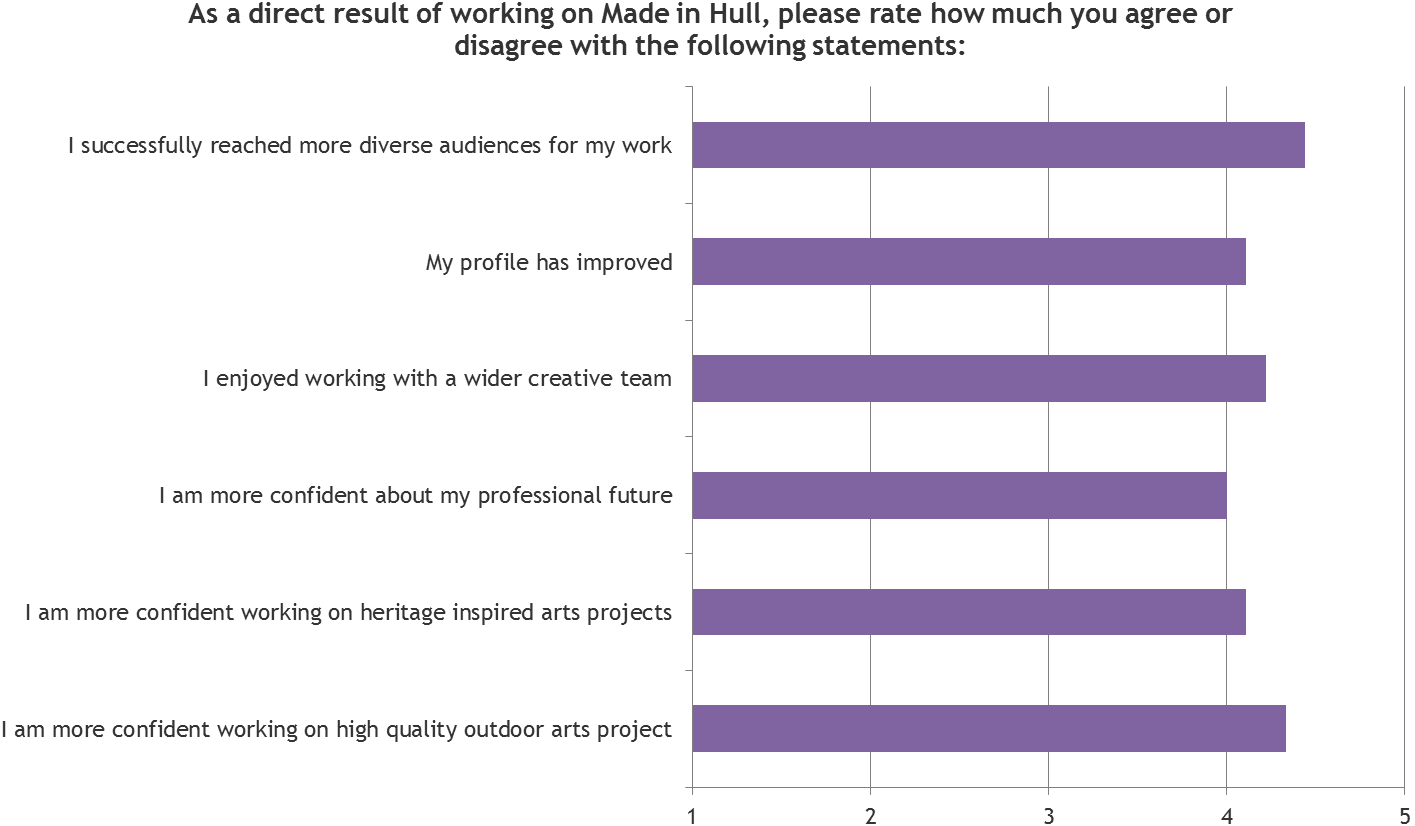 As a direct result of working on Made in Hull, please rate how much you agree or
disagree with the following statements:
I successfully reached more diverse audiences for my work
My profile has improved
I enjoyed working with a wider creative team
I am more confident about my professional future
I am more confident working on heritage inspired arts projects
I am more confident working on high quality outdoor arts project
1 2 3 4 5